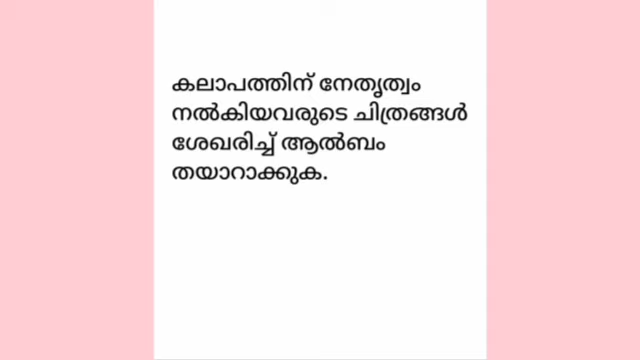 കലാപത്തിന് നേതൃത്വം
നൽകിയവരുടെ ചിത്രങ്ങൾ
ശേഖരിച്ച് ആൽബം
തയാറാക്കുക.